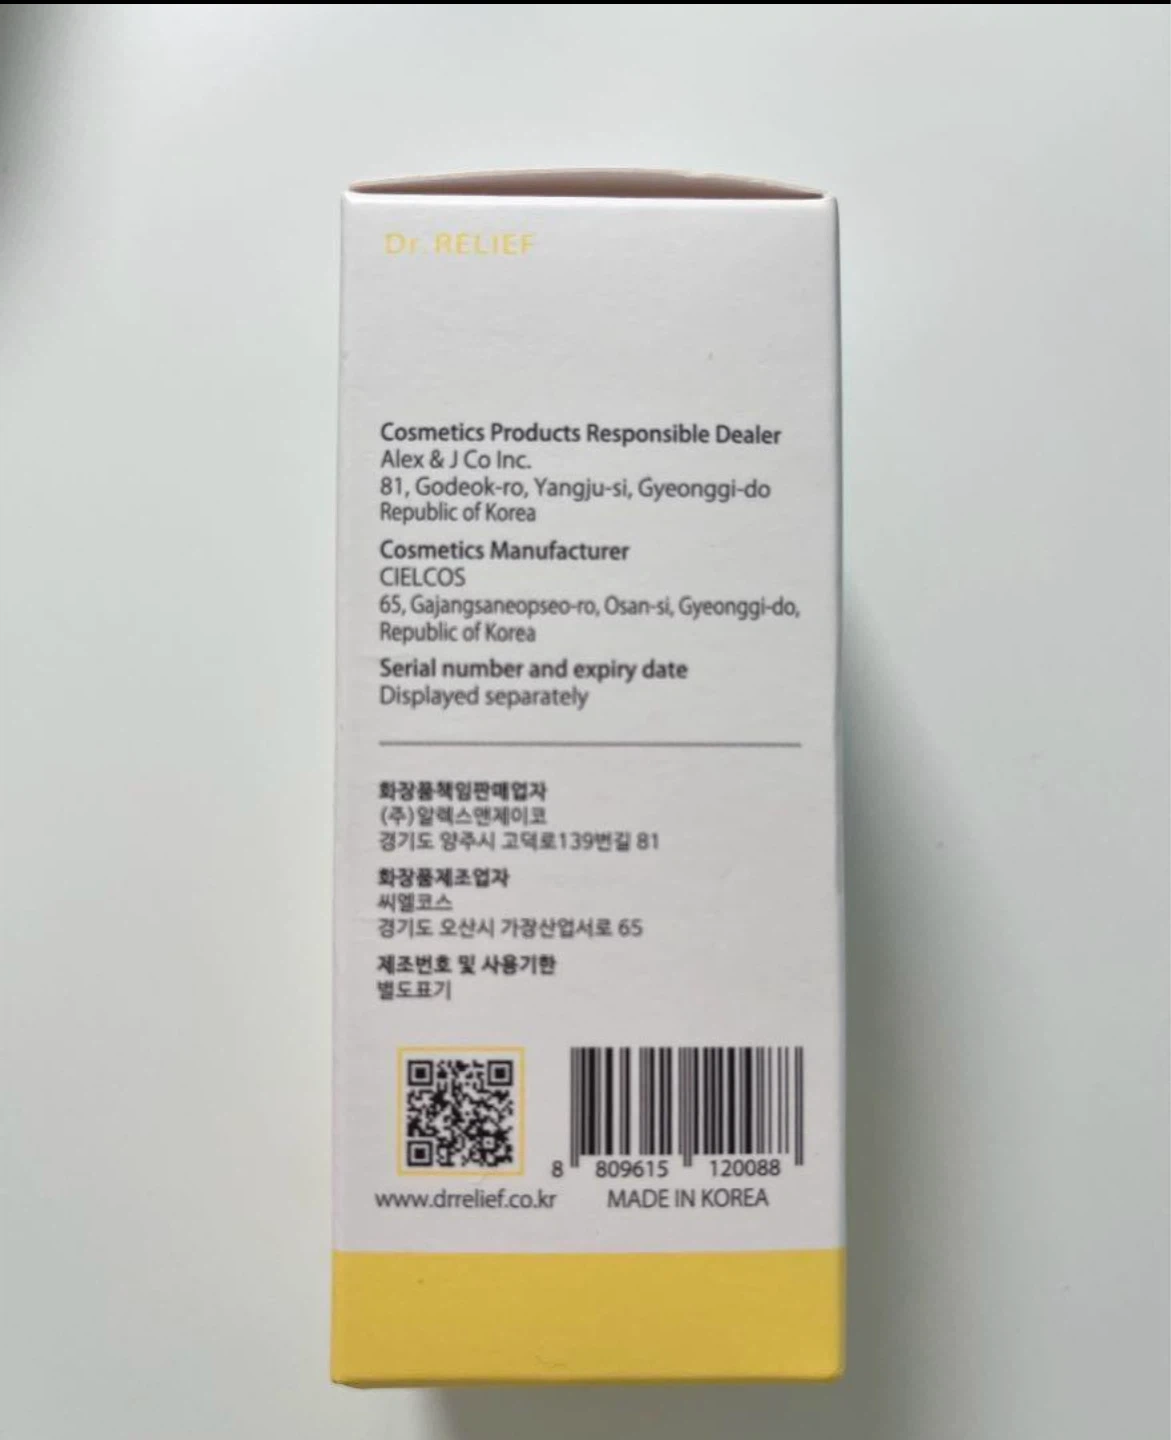 Dr. RELIEF
Cosmetics Products Responsible Dealer
Alex & J Co Inc.
81, Godeok-ro, Yangju-si, Gyeonggi-do
Republic of Korea
Cosmetics Manufacturer
CIELCOS
65, Gajangsaneopseo-ro, Osan-si, Gyeonggi-do,
Republic of Korea
Serial number and expiry date
Displayed separately
화장품책임판매업자
(주)알렉스앤제이코
경기도 양주시 고덕로139번길 81
화장품제조업자
씨엘코스
경기도 오산시 가장산업서로 65
제조번호 및 사용기한
별도표기
8 809615 120088
www.drrelief.co.kr MADE IN KOREA